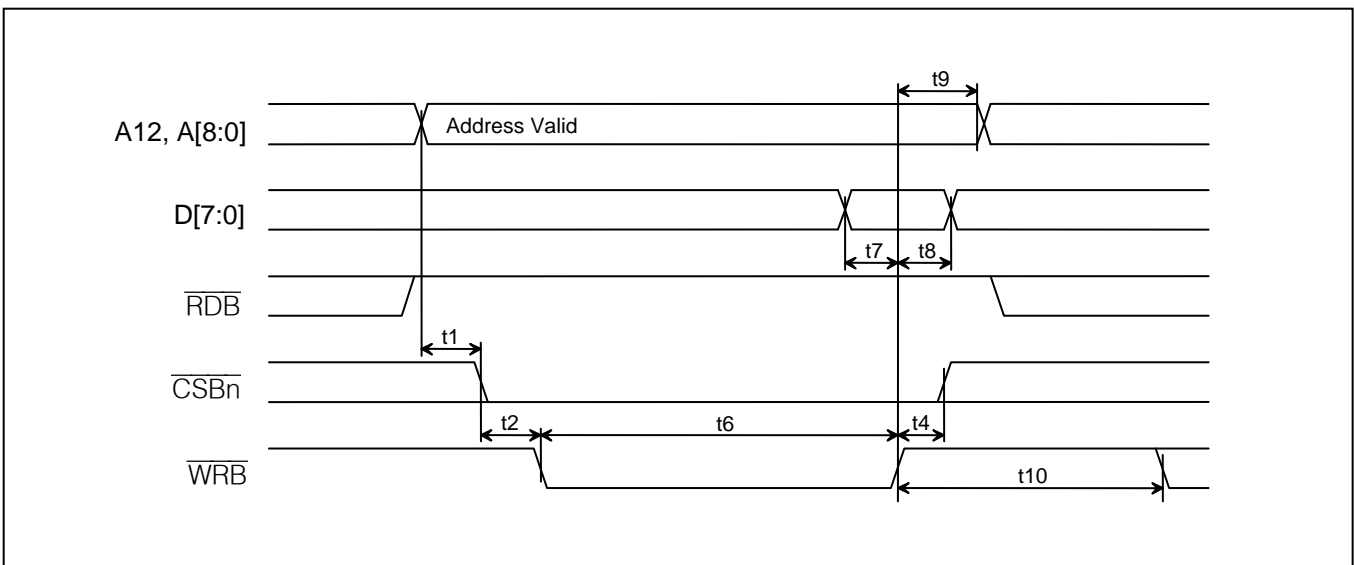 t9
A12, A[8:0]
Address Valid
D[7:0]
t7
t8
RDB
t1
CSBn
t2
t6
t4
WRB
t10